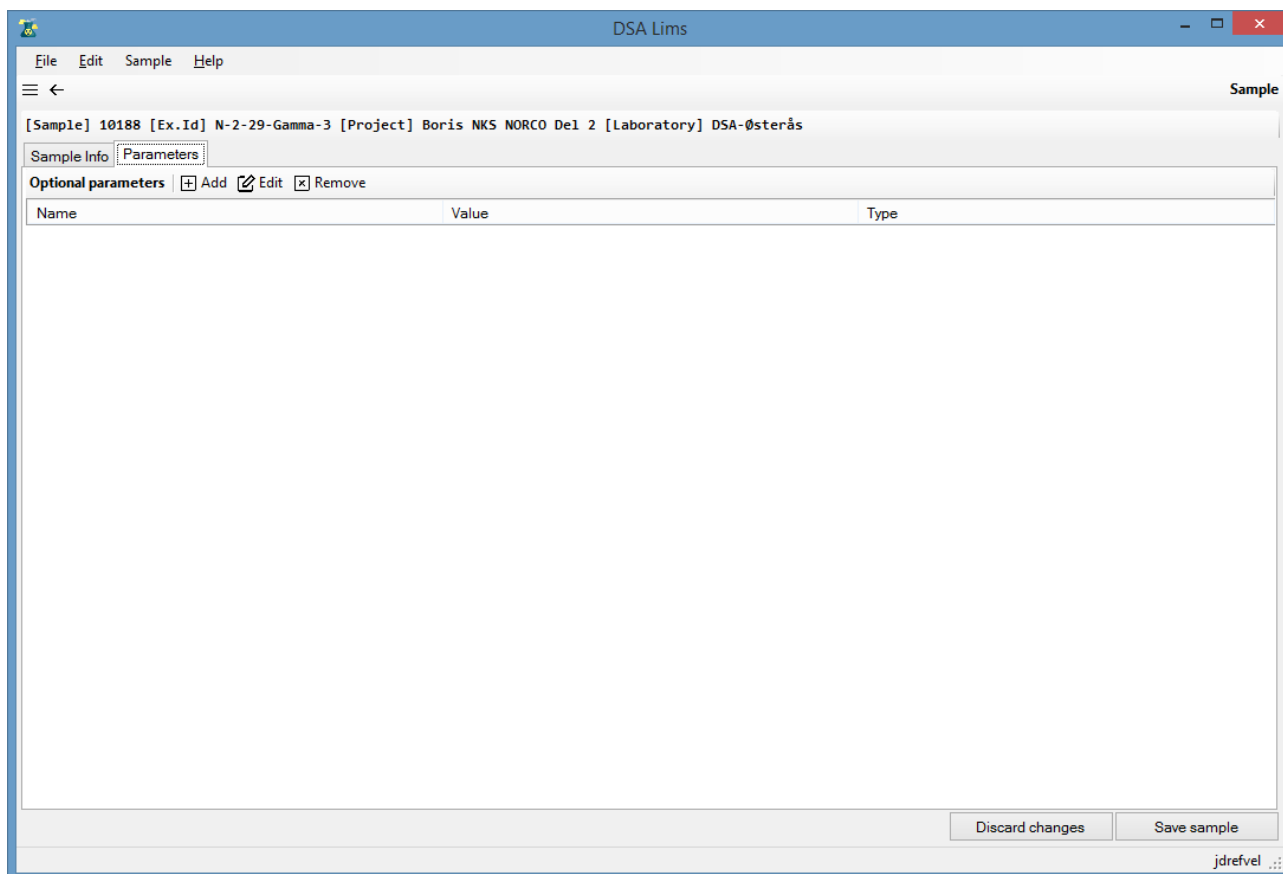 DSA Lims
File Edit Sample Help
Sample
[Sample] 10188 [Ex.Id] N-2-29-Gamma-3 [Project] Boris NKS NORCO Del 2 [Laboratory] DSA-Østerås
Sample Info Parameters
Optional parameters Add Edit Remove
Name Value Type
Discard changes Save sample
jdrefvel